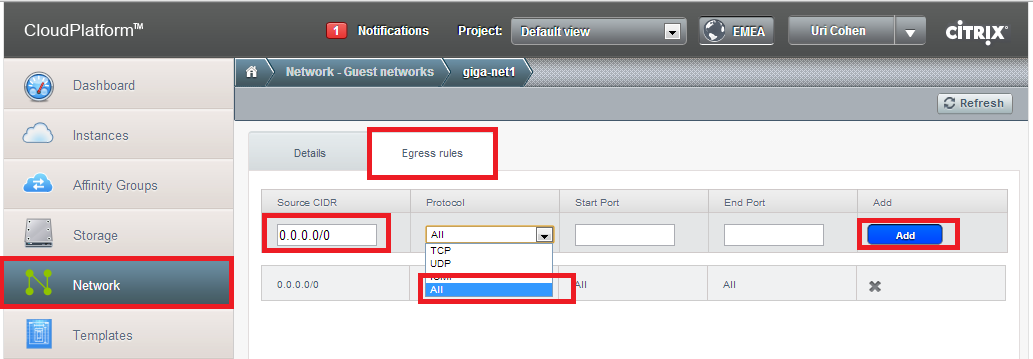 CloudPlatform™
1 Notifications Project: Default view EMEA Uri Cohen CİTRIX
Network - Guest networks giga-net1
Refresh
Dashboard
Instances
Affinity Groups
Storage
Network
Templates
Details Egress rules
Source CIDR Protocol Start Port End Port Add
0.0.0.0/0 All Add
TCP
UDP
All
0.0.0.0/0 All All